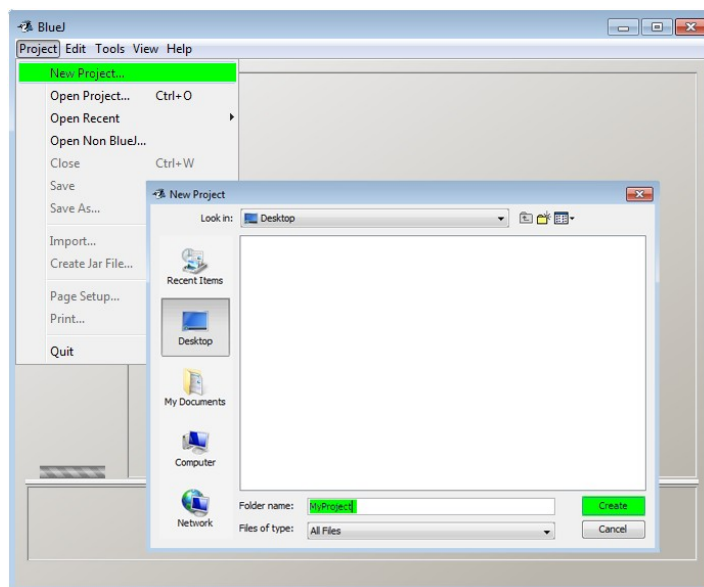 BlueJ
Project Edit Tools View Help
New Project...
Open Project... Ctrl+O
Open Recent
Open Non BlueJ...
Close Ctrl+W
Save
Save As...
Import...
Create Jar File...
Page Setup...
Print...
Quit
New Project
Look in: Desktop
Recent Items
Desktop
My Documents
Computer
Network
Folder name: MyProject Create
Files of type: All Files Cancel